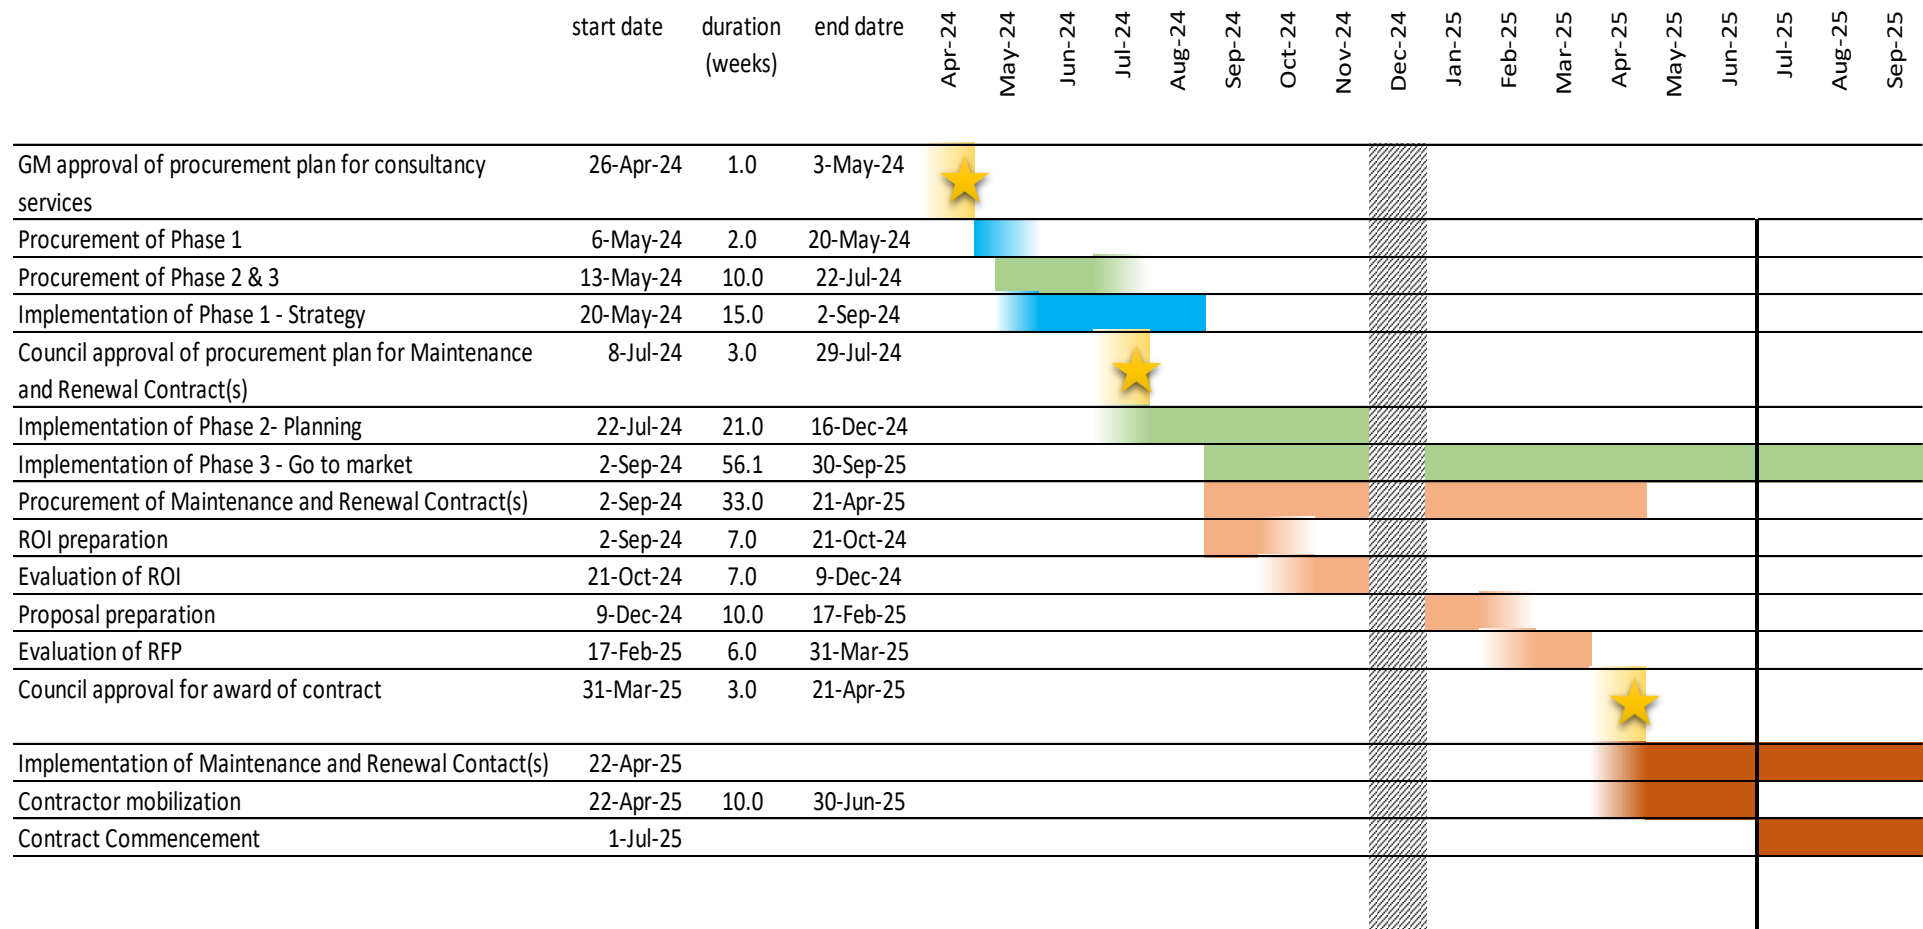 start date duration end datre Apr-24 May-24 Jun-24 Jul-24 Aug-24 Sep-24 Oct-24 Nov-24 Dec-24 Jan-25 Feb-25 Mar-25 Apr-25 May-25 Jun-25 Jul-25 Aug-25 Sep-25
(weeks)
GM approval of procurement plan for consultancy 26-Apr-24 1.0 3-May-24
services
Procurement of Phase 1 6-May-24 2.0 20-May-24
Procurement of Phase 2 & 3 13-May-24 10.0 22-Jul-24
Implementation of Phase 1 - Strategy 20-May-24 15.0 2-Sep-24
Council approval of procurement plan for Maintenance 8-Jul-24 3.0 29-Jul-24
and Renewal Contract(s)
Implementation of Phase 2- Planning 22-Jul-24 21.0 16-Dec-24
Implementation of Phase 3 - Go to market 2-Sep-24 56.1 30-Sep-25
Procurement of Maintenance and Renewal Contract(s) 2-Sep-24 33.0 21-Apr-25
ROI preparation 2-Sep-24 7.0 21-Oct-24
Evaluation of ROI 21-Oct-24 7.0 9-Dec-24
Proposal preparation 9-Dec-24 10.0 17-Feb-25
Evaluation of RFP 17-Feb-25 6.0 31-Mar-25
Council approval for award of contract 31-Mar-25 3.0 21-Apr-25
Implementation of Maintenance and Renewal Contact(s) 22-Apr-25
Contractor mobilization 22-Apr-25 10.0 30-Jun-25
Contract Commencement 1-Jul-25